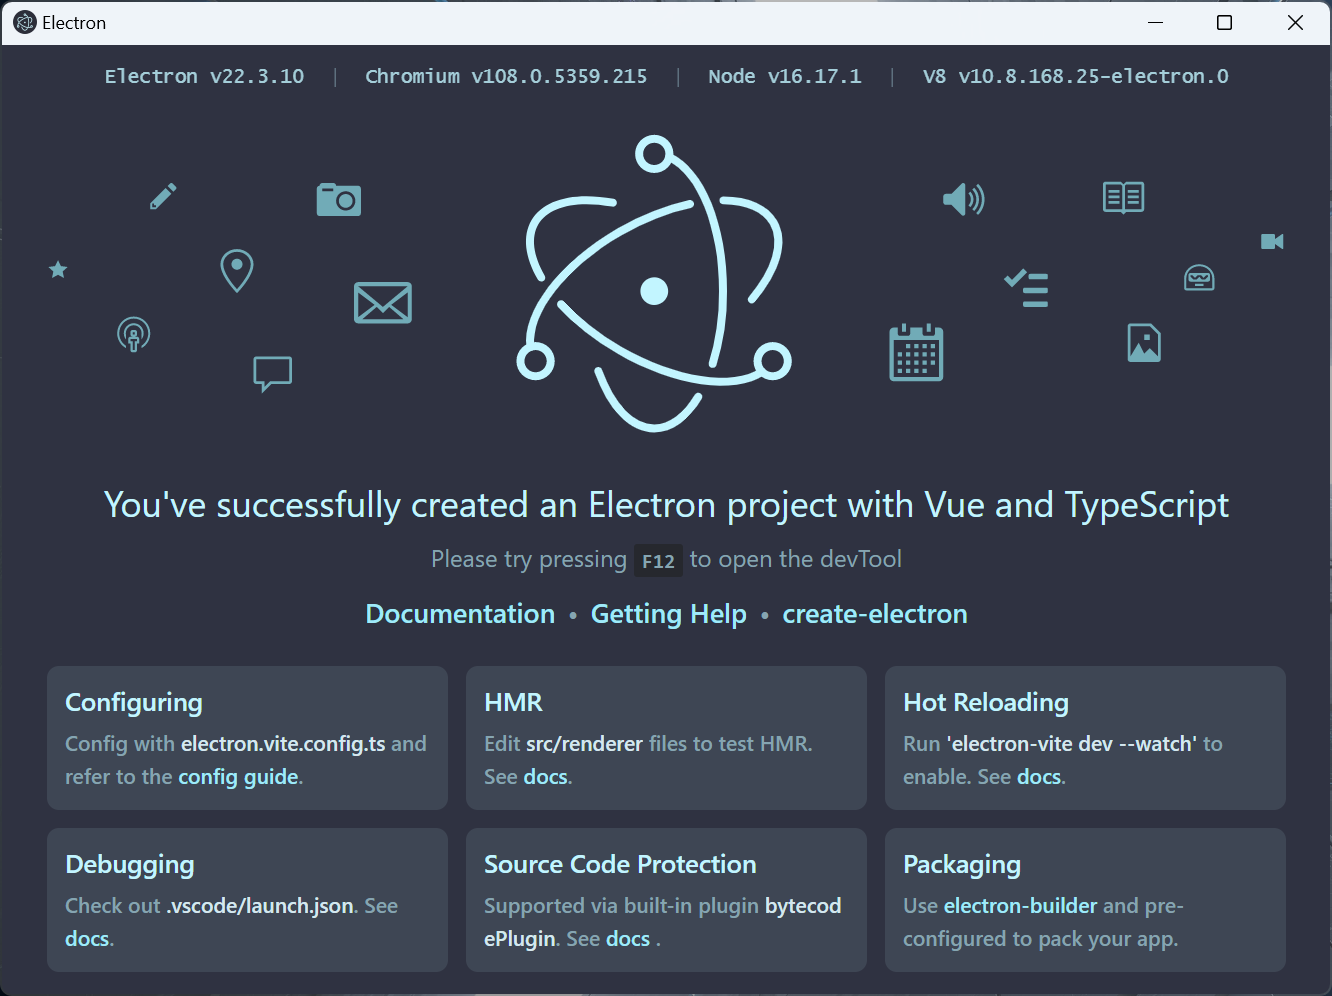 Electron
Electron v22.3.10 | Chromium v108.0.5359.215 | Node v16.17.1 | V8 v10.8.168.25-electron.0
You've successfully created an Electron project with Vue and TypeScript
Please try pressing F12 to open the devTool
Documentation • Getting Help • create-electron
Configuring
Config with electron.vite.config.ts and
refer to the config guide.
HMR
Edit src/renderer files to test HMR.
See docs.
Hot Reloading
Run 'electron-vite dev --watch' to
enable. See docs.
Debugging
Check out .vscode/launch.json. See
docs.
Source Code Protection
Supported via built-in plugin bytecod
ePlugin. See docs .
Packaging
Use electron-builder and pre-
configured to pack your app.